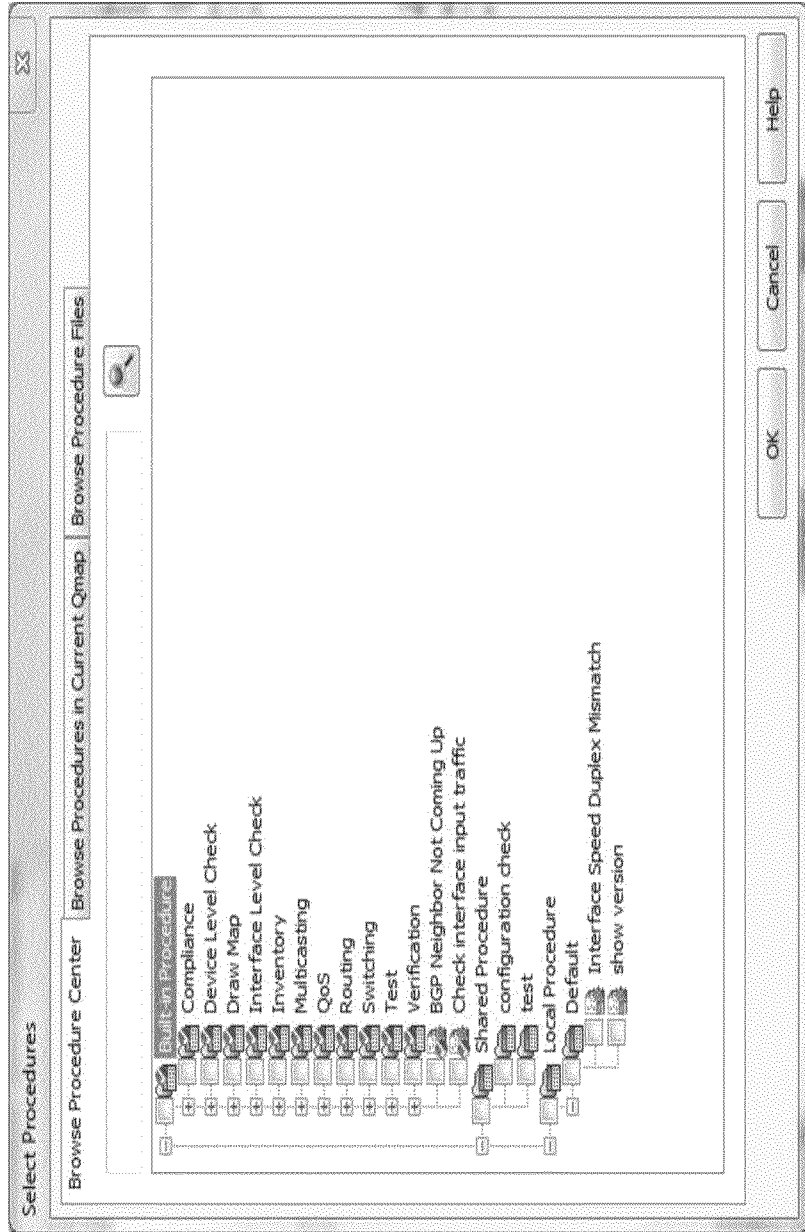 Select Procedures
Browse Procedure Center
Browse Procedures in Current Qmap
Browse Procedure Files
Built-in Procedure
Compliance
Device Level Check
Draw Map
Interface Level Check
Inventory
Multicasting
QoS
Routing
Switching
Test
Verification
BGP Neighbor Not Coming Up
Check interface input traffic
Shared Procedure
configuration check
test
Local Procedure
Default
Interface Speed Duplex Mismatch
show version
OK
Cancel
Help